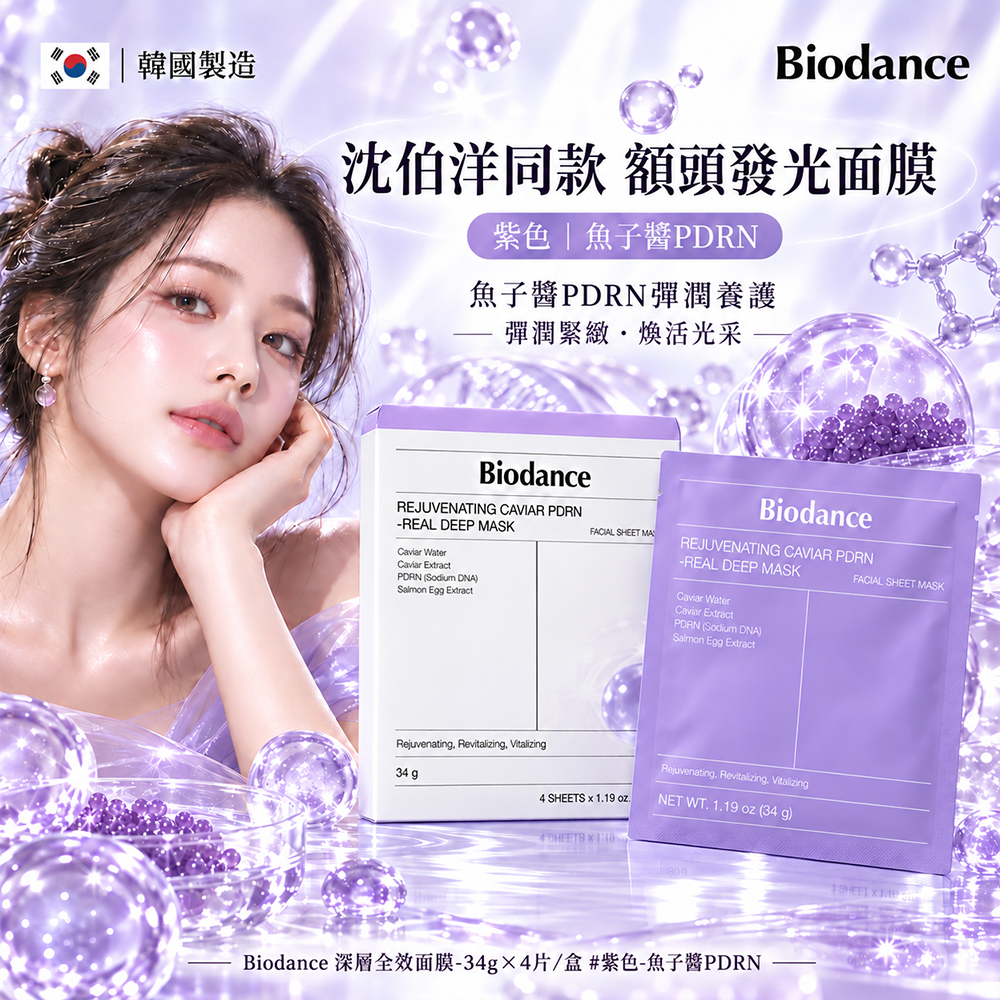 韓國製造
Biodance
沈伯洋同款 額頭發光面膜
紫色｜魚子醬PDRN
魚子醬PDRN彈潤養護
彈潤緊緻・煥活光采
Biodance
REJUVENATING CAVIAR PDRN
-REAL DEEP MASK
FACIAL SHEET MAS
Caviar Water
Caviar Extract
PDRN (Sodium DNA)
Salmon Egg Extract
Rejuvenating, Revitalizing, Vitalizing
34 g
4 SHEETS x 1.19 oz.
Biodance
REJUVENATING CAVIAR PDRN
-REAL DEEP MASK
FACIAL SHEET MASK
Caviar Water
Caviar Extract
PDRN (Sodium DNA)
Salmon Egg Extract
Rejuvenating, Revitalizing, Vitalizing
NET WT. 1.19 oz (34 g)
Biodance 深層全效面膜-34g×4片/盒 #紫色-魚子醬PDRN